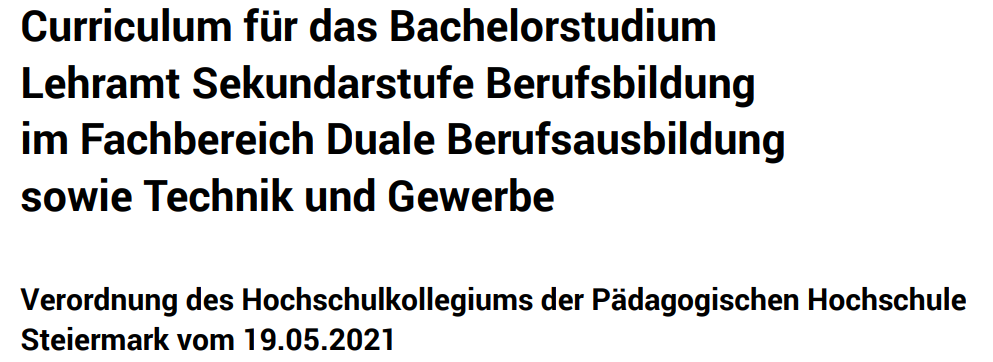 Curriculum für das Bachelorstudium
Lehramt Sekundarstufe Berufsbildung
im Fachbereich Duale Berufsausbildung
sowie Technik und Gewerbe
Verordnung des Hochschulkollegiums der Pädagogischen Hochschule
Steiermark vom 19.05.2021